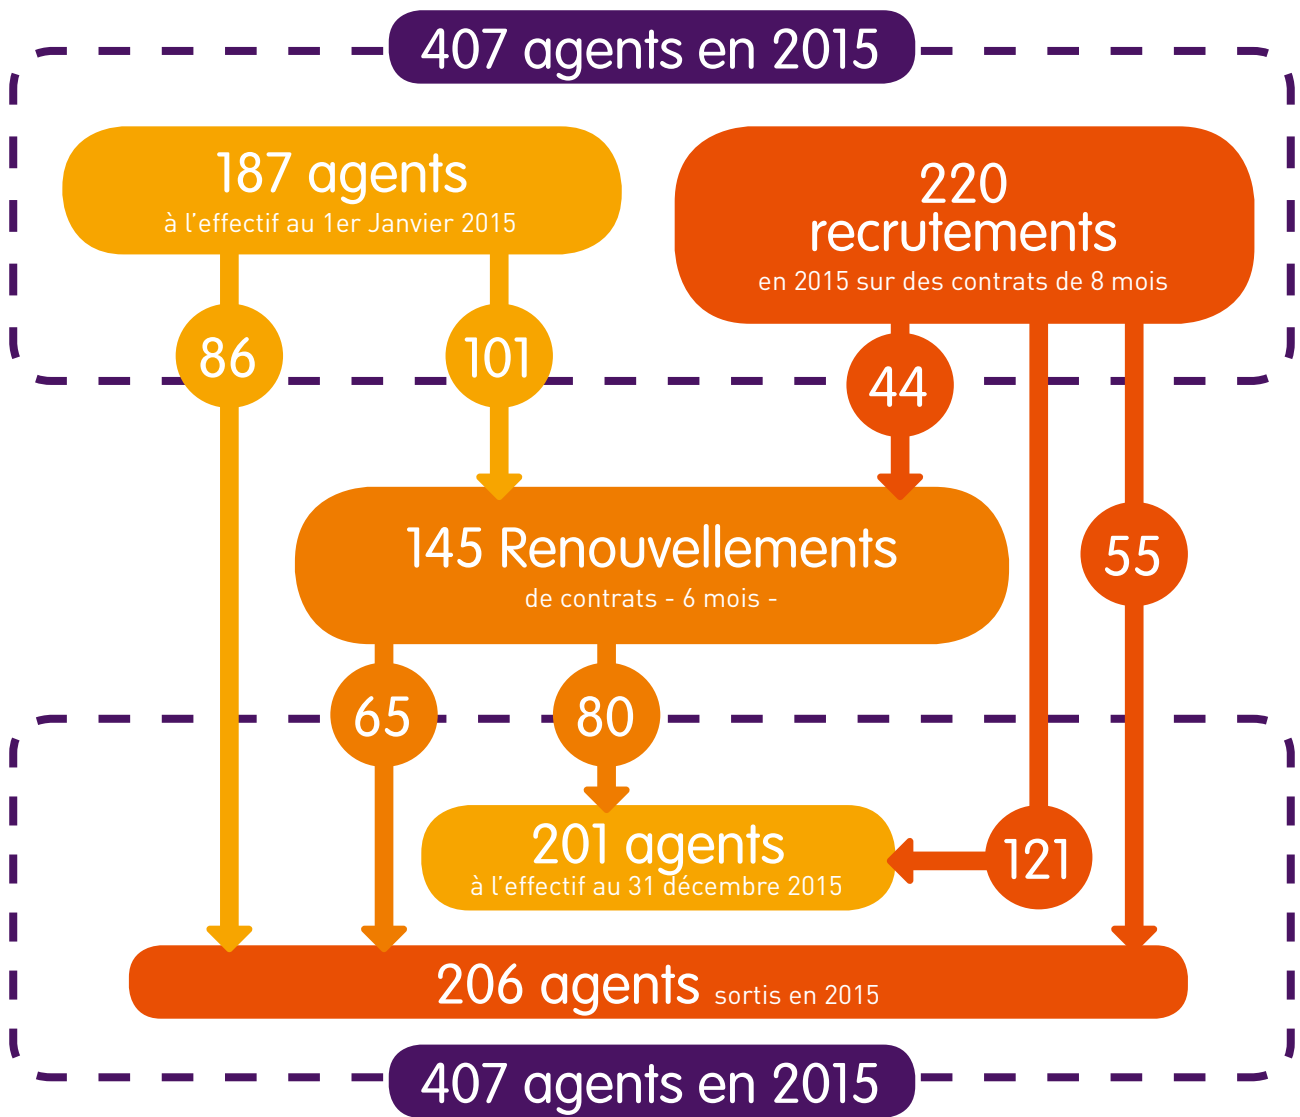 407 agents en 2015
187 agents
à l'effectif au 1er Janvier 2015
220
recrutements
en 2015 sur des contrats de 8 mois
86
101
44
145 Renouvellements
de contrats - 6 mois -
55
65
80
201 agents
à l'effectif au 31 décembre 2015
121
206 agents sortis en 2015
407 agents en 2015